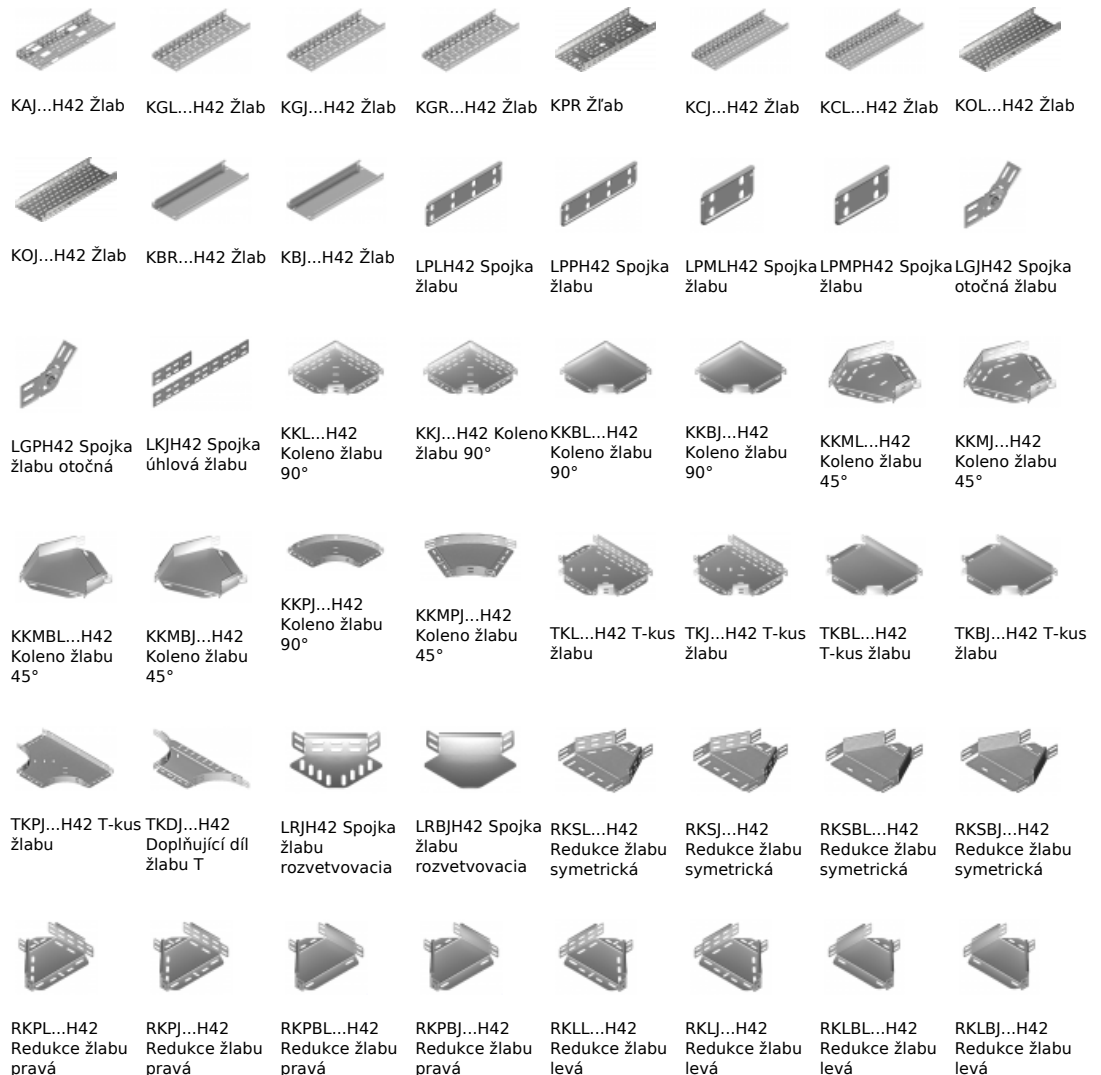 KAJ...H42 Žlab
KGL...H42 Žlab
KGJ...H42 Žlab
KGR...H42 Žlab
KPR Žľab
KCJ...H42 Žlab
KCL...H42 Žlab
KOL...H42 Žlab
KOJ...H42 Žlab
KBR...H42 Žlab
KBJ...H42 Žlab
LPLH42 Spojka
žlabu
LPPH42 Spojka
žlabu
LPMLH42 Spojka
žlabu
LPMPH42 Spojka
žlabu
LGJH42 Spojka
otočná žlabu
LGPH42 Spojka
žlabu otočná
LKJH42 Spojka
úhlová žlabu
KKL...H42
Koleno žlabu
90°
KKJ...H42 Koleno
žlabu 90°
KKBL...H42
Koleno žlabu
90°
KKBJ...H42
Koleno žlabu
90°
KKML...H42
Koleno žlabu
45°
KKMJ...H42
Koleno žlabu
45°
KKMBL...H42
Koleno žlabu
45°
KKMBJ...H42
Koleno žlabu
45°
KKPJ...H42
Koleno žlabu
90°
KKMPJ...H42
Koleno žlabu
45°
TKL...H42 T-kus
žlabu
TKJ...H42 T-kus
žlabu
TKBL...H42
T-kus žlabu
TKBJ...H42 T-kus
žlabu
TKPJ...H42 T-kus
žlabu
TKDJ...H42
Doplňující díl
žlabu T
LRJH42 Spojka
žlabu
rozvetvovacia
LRBJH42 Spojka
žlabu
rozvetvovacia
RKSL...H42
Redukce žlabu
symetrická
RKSJ...H42
Redukce žlabu
symetrická
RKSBL...H42
Redukce žlabu
symetrická
RKSBJ...H42
Redukce žlabu
symetrická
RKPL...H42
Redukce žlabu
pravá
RKPJ...H42
Redukce žlabu
pravá
RKPBL...H42
Redukce žlabu
pravá
RKPBJ...H42
Redukce žlabu
pravá
RKLL...H42
Redukce žlabu
levá
RKLJ...H42
Redukce žlabu
levá
RKLBL...H42
Redukce žlabu
levá
RKLBJ...H42
Redukce žlabu
levá